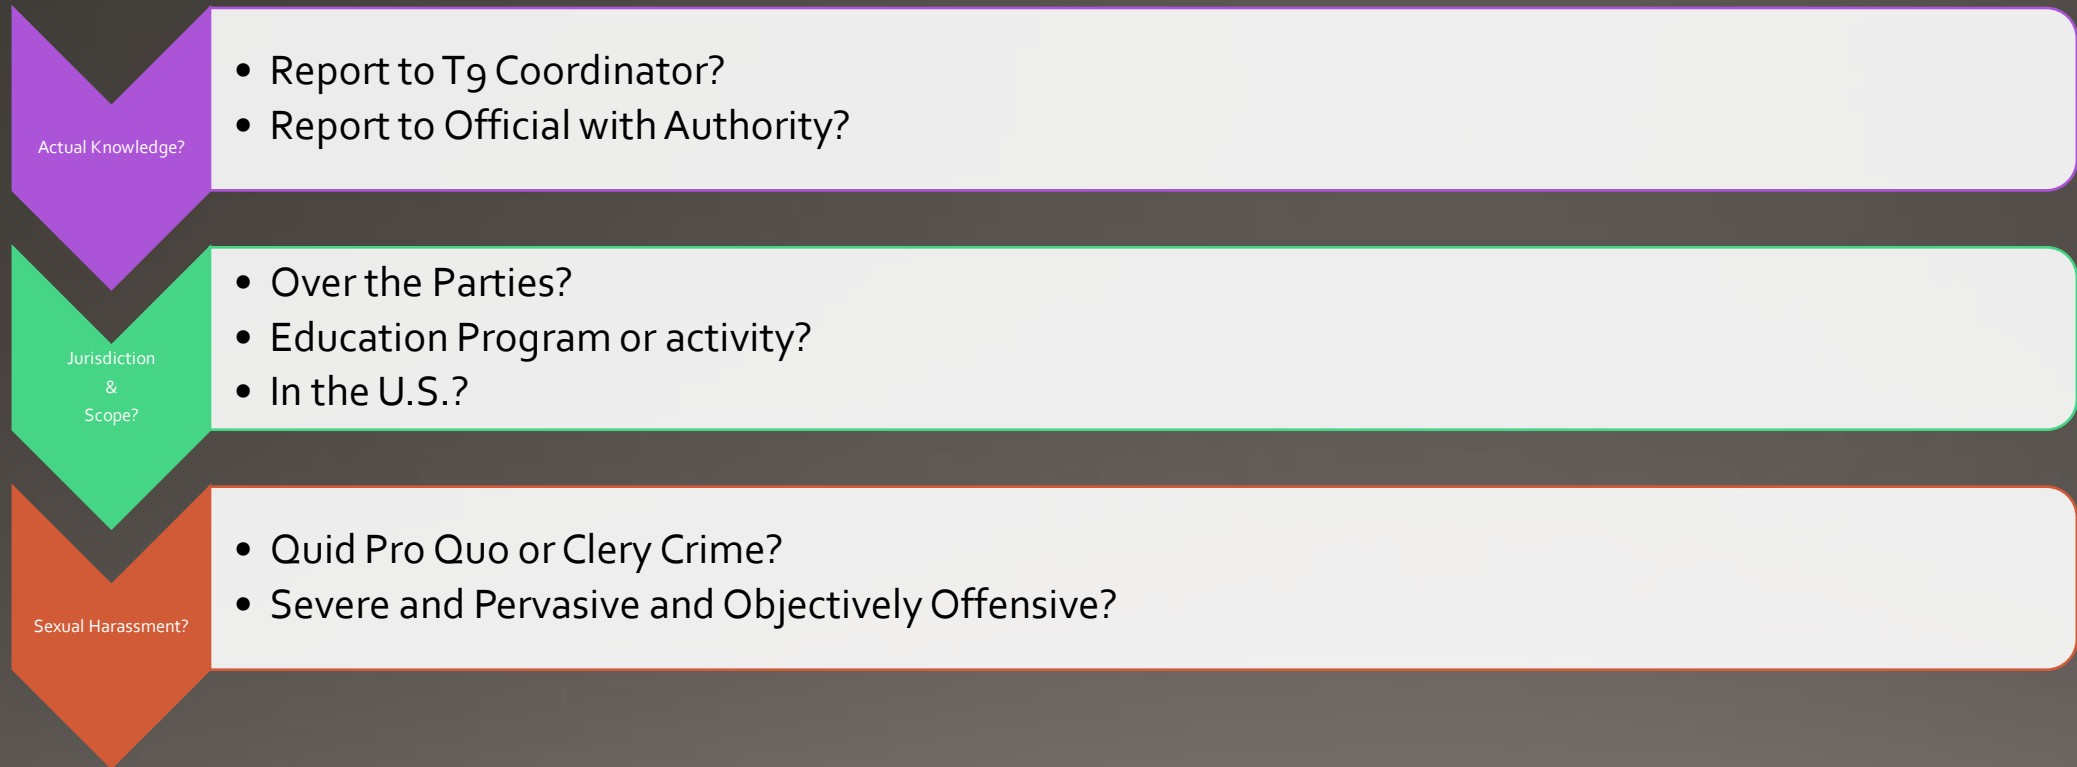 Actual Knowledge?
• Report to T9 Coordinator?
• Report to Official with Authority?
Jurisdiction
&
Scope?
• Over the Parties?
• Education Program or activity?
• In the U.S.?
Sexual Harassment?
• Quid Pro Quo or Clery Crime?
• Severe and Pervasive and Objectively Offensive?